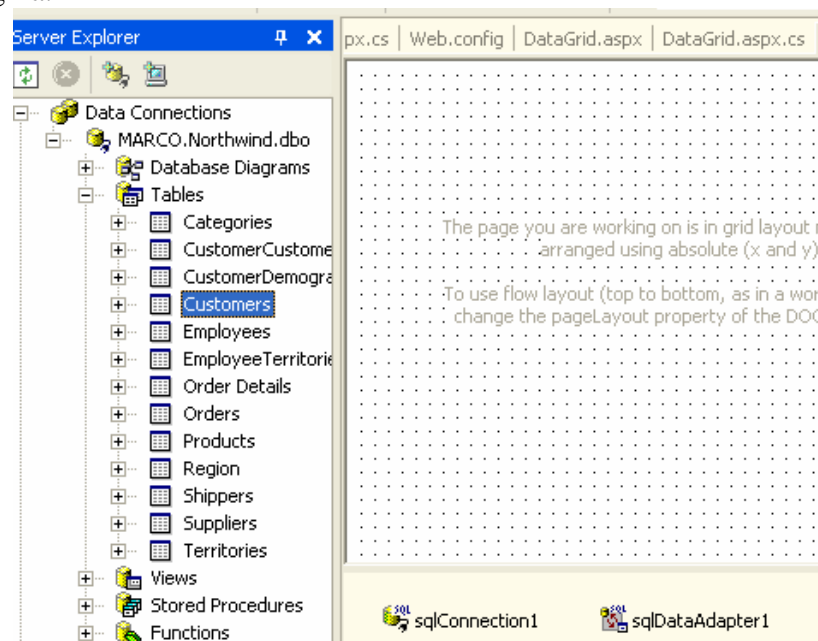 Server Explorer
px.cs | Web.config | DataGrid.aspx | DataGrid.aspx.cs
Data Connections
MARCO.Northwind.dbo
Database Diagrams
Tables
Categories
CustomerCustome
CustomerDemogra
Customers
Employees
EmployeeTerritorie
Order Details
Orders
Products
Region
Shippers
Suppliers
Territories
Views
Stored Procedures
Functions
The page you are working on is in grid layout
arranged using absolute (x and y)
To use flow layout (top to bottom, as in a wor
change the pageLayout property of the DOC
SQL sqlConnection1
SQL sqlDataAdapter1